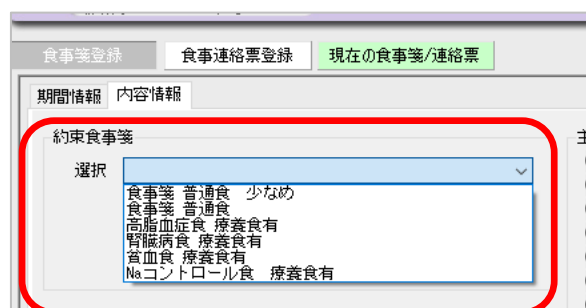 食事箋登録 食事連絡票登録 現在の食事箋/連絡票
期間情報 内容情報
約束食事箋
選択
食事箋 普通食 少なめ
食事箋 普通食
高脂血症食 療養食有
腎臓病食 療養食有
貧血食 療養食有
Naコントロール食 療養食有